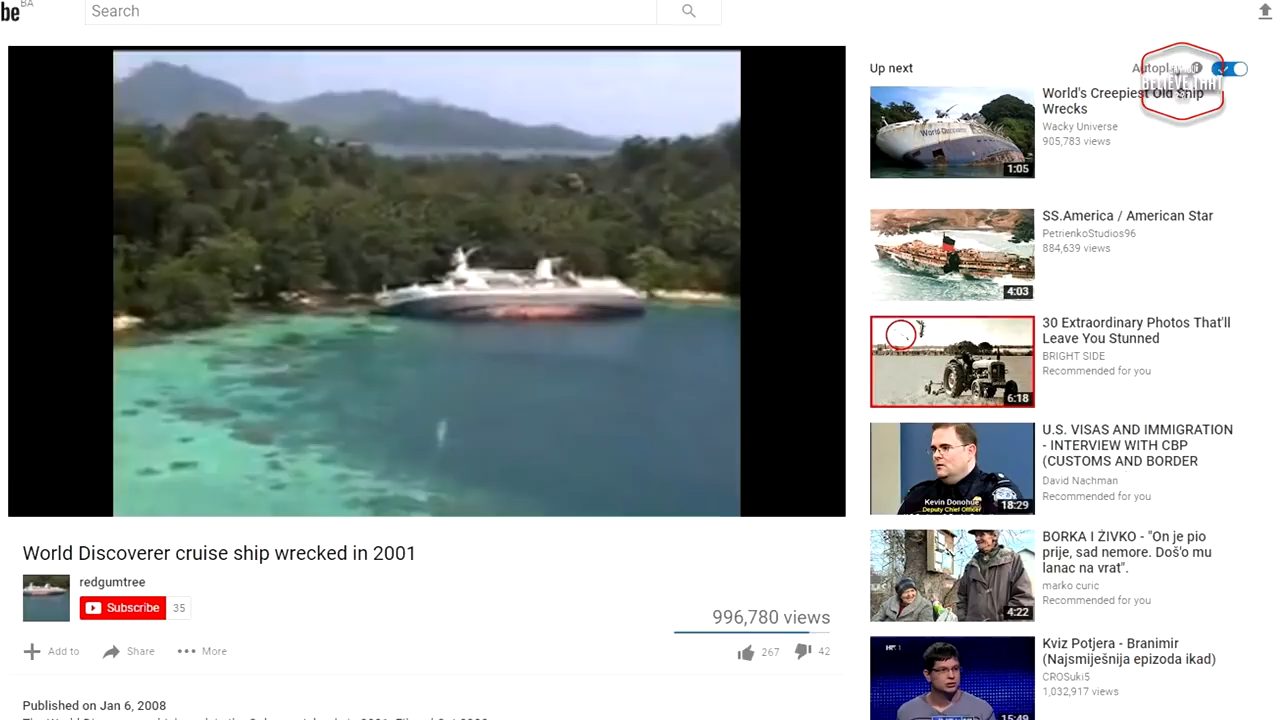 be BA
Search
Up next
Autoplay
BELIEVE THAT
World's Creepiest Old Ship
Wrecks
Wacky Universe
905,783 views
1:05
SS.America / American Star
PetrienkoStudios96
884,639 views
4:03
30 Extraordinary Photos That'll
Leave You Stunned
BRIGHT SIDE
Recommended for you
6:18
U.S. VISAS AND IMMIGRATION
- INTERVIEW WITH CBP
(CUSTOMS AND BORDER
David Nachman
Recommended for you
Kevin Donohue
Deputy Chief Officer
18:29
BORKA I ŽIVKO - "On je pio
prije, sad nemore. Doš'o mu
lanac na vrat".
marko curic
Recommended for you
4:22
Kviz Potjera - Branimir
(Najsmiješnija epizoda ikad)
CROSuki5
1,032,917 views
15:49
World Discoverer cruise ship wrecked in 2001
redgumtree
Subscribe 35
996,780 views
Add to Share More
267 42
Published on Jan 6, 2008